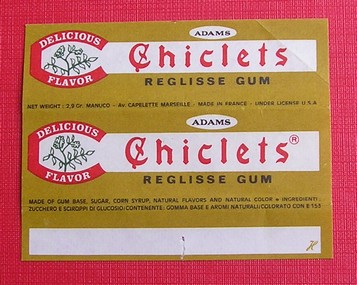 DELICIOUS
FLAVOR
ADAMS
Chiclets
REGLISSE GUM
NET WEIGHT : 2,9 Gr. MANUCO - Av. CAPELETTE MARSEILLE - MADE IN FRANCE - UNDER LICENSE U.S.A
DELICIOUS
FLAVOR
ADAMS
Chiclets®
REGLISSE GUM
MADE OF GUM BASE, SUGAR, CORN SYRUP, NATURAL FLAVORS AND NATURAL COLOR = INGREDIENTI :
ZUCCHERO E SCIROPPI DI GLUCOSIO (CONTENENTE: GOMMA BASE E AROMI NATURALI) COLORATO CON E 153